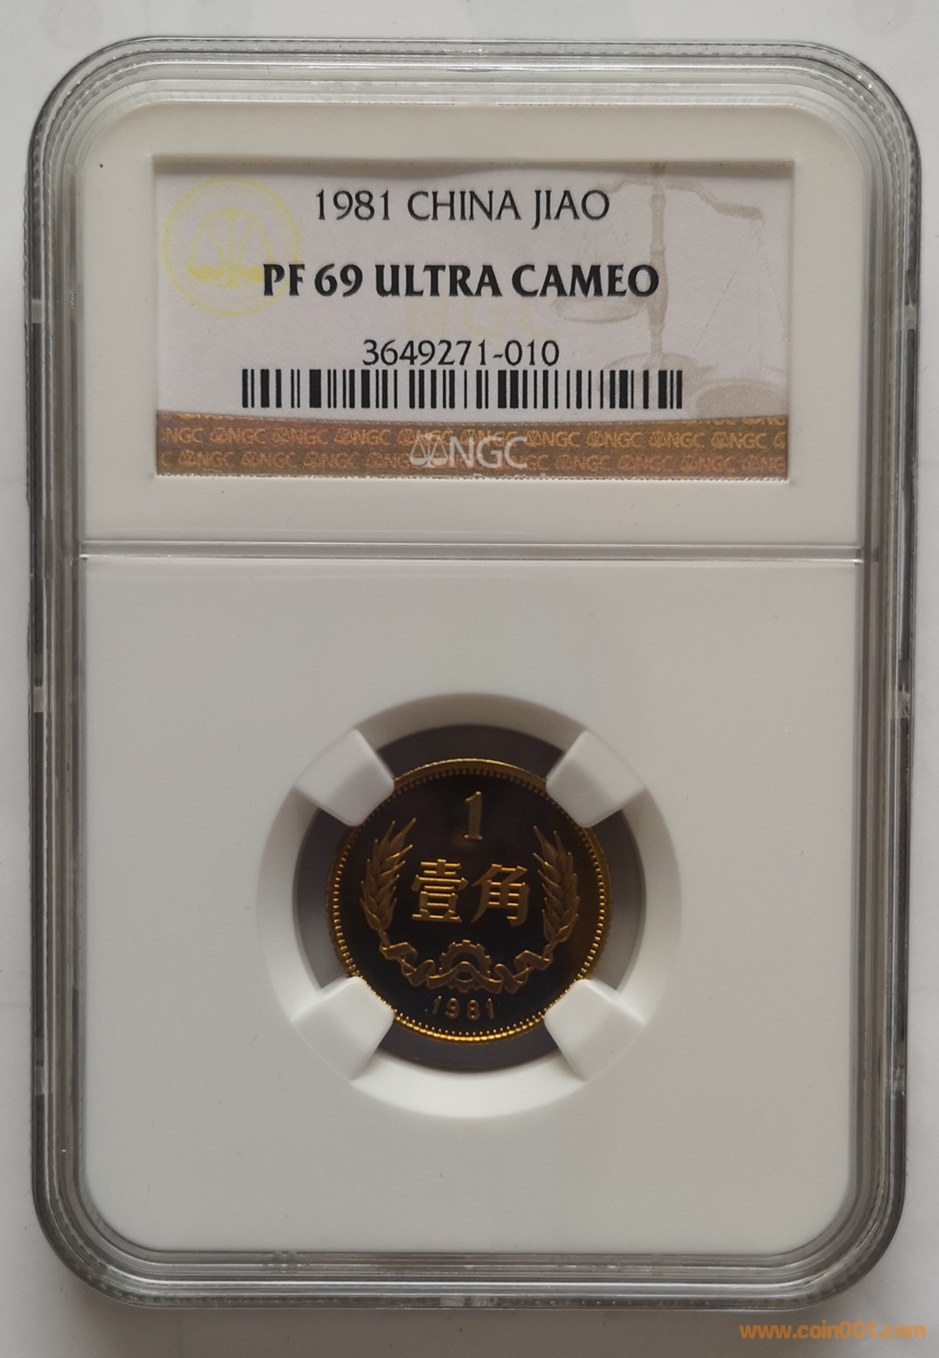 1981 CHINA JIAO
PF 69 ULTRA CAMEO
3649271-010
NGC
1
壹角
1981
www.coin001.com